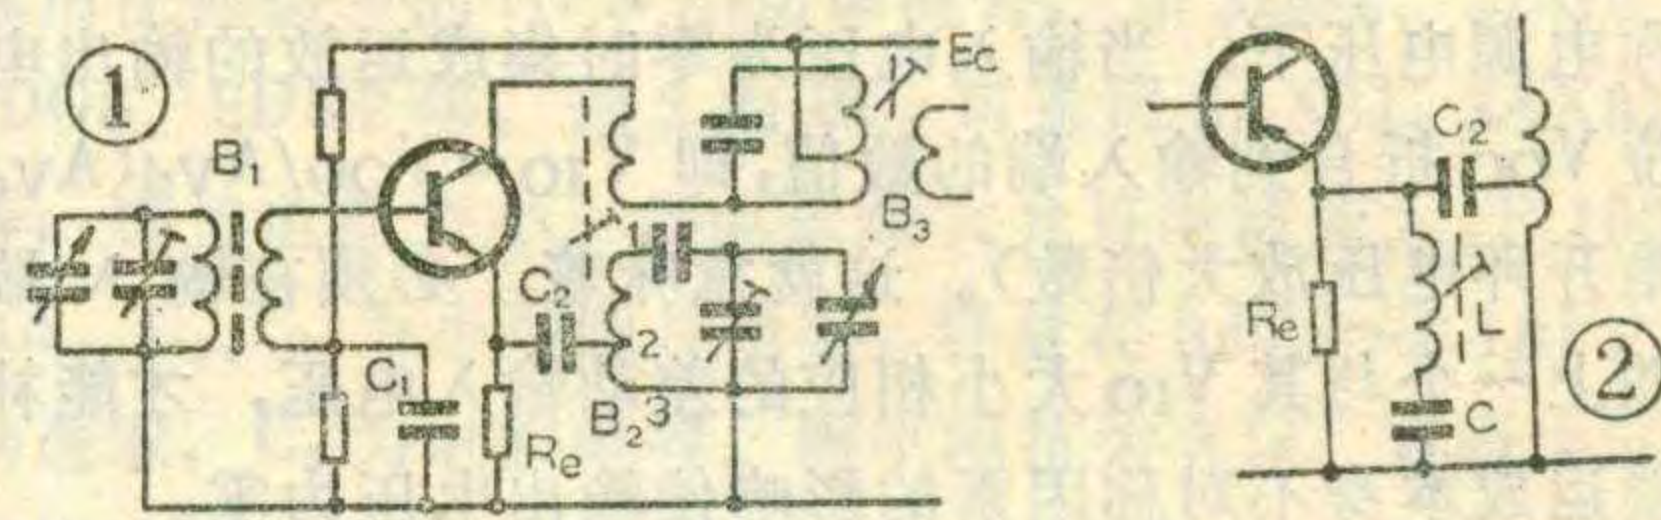 ①
B₁
C₁
C₂
Rₑ
1
2
3
B₂
B₃
Ec
②
C₂
Rₑ
L
C